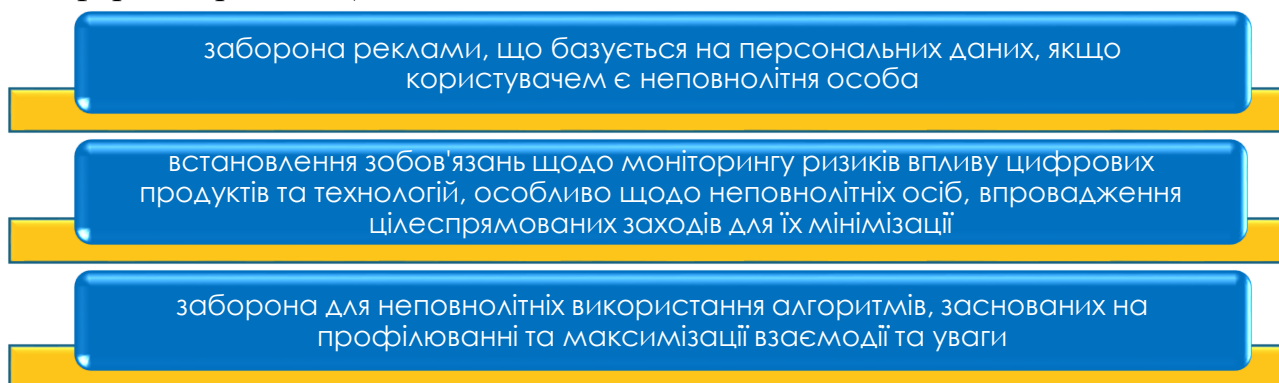 заборона реклами, що базується на персональних даних, якщо
користувачем є неповнолітня особа
встановлення зобов'язань щодо моніторингу ризиків впливу цифрових
продуктів та технологій, особливо щодо неповнолітніх осіб, впровадження
цілеспрямованих заходів для їх мінімізації
заборона для неповнолітніх використання алгоритмів, заснованих на
профілюванні та максимізації взаємодії та уваги